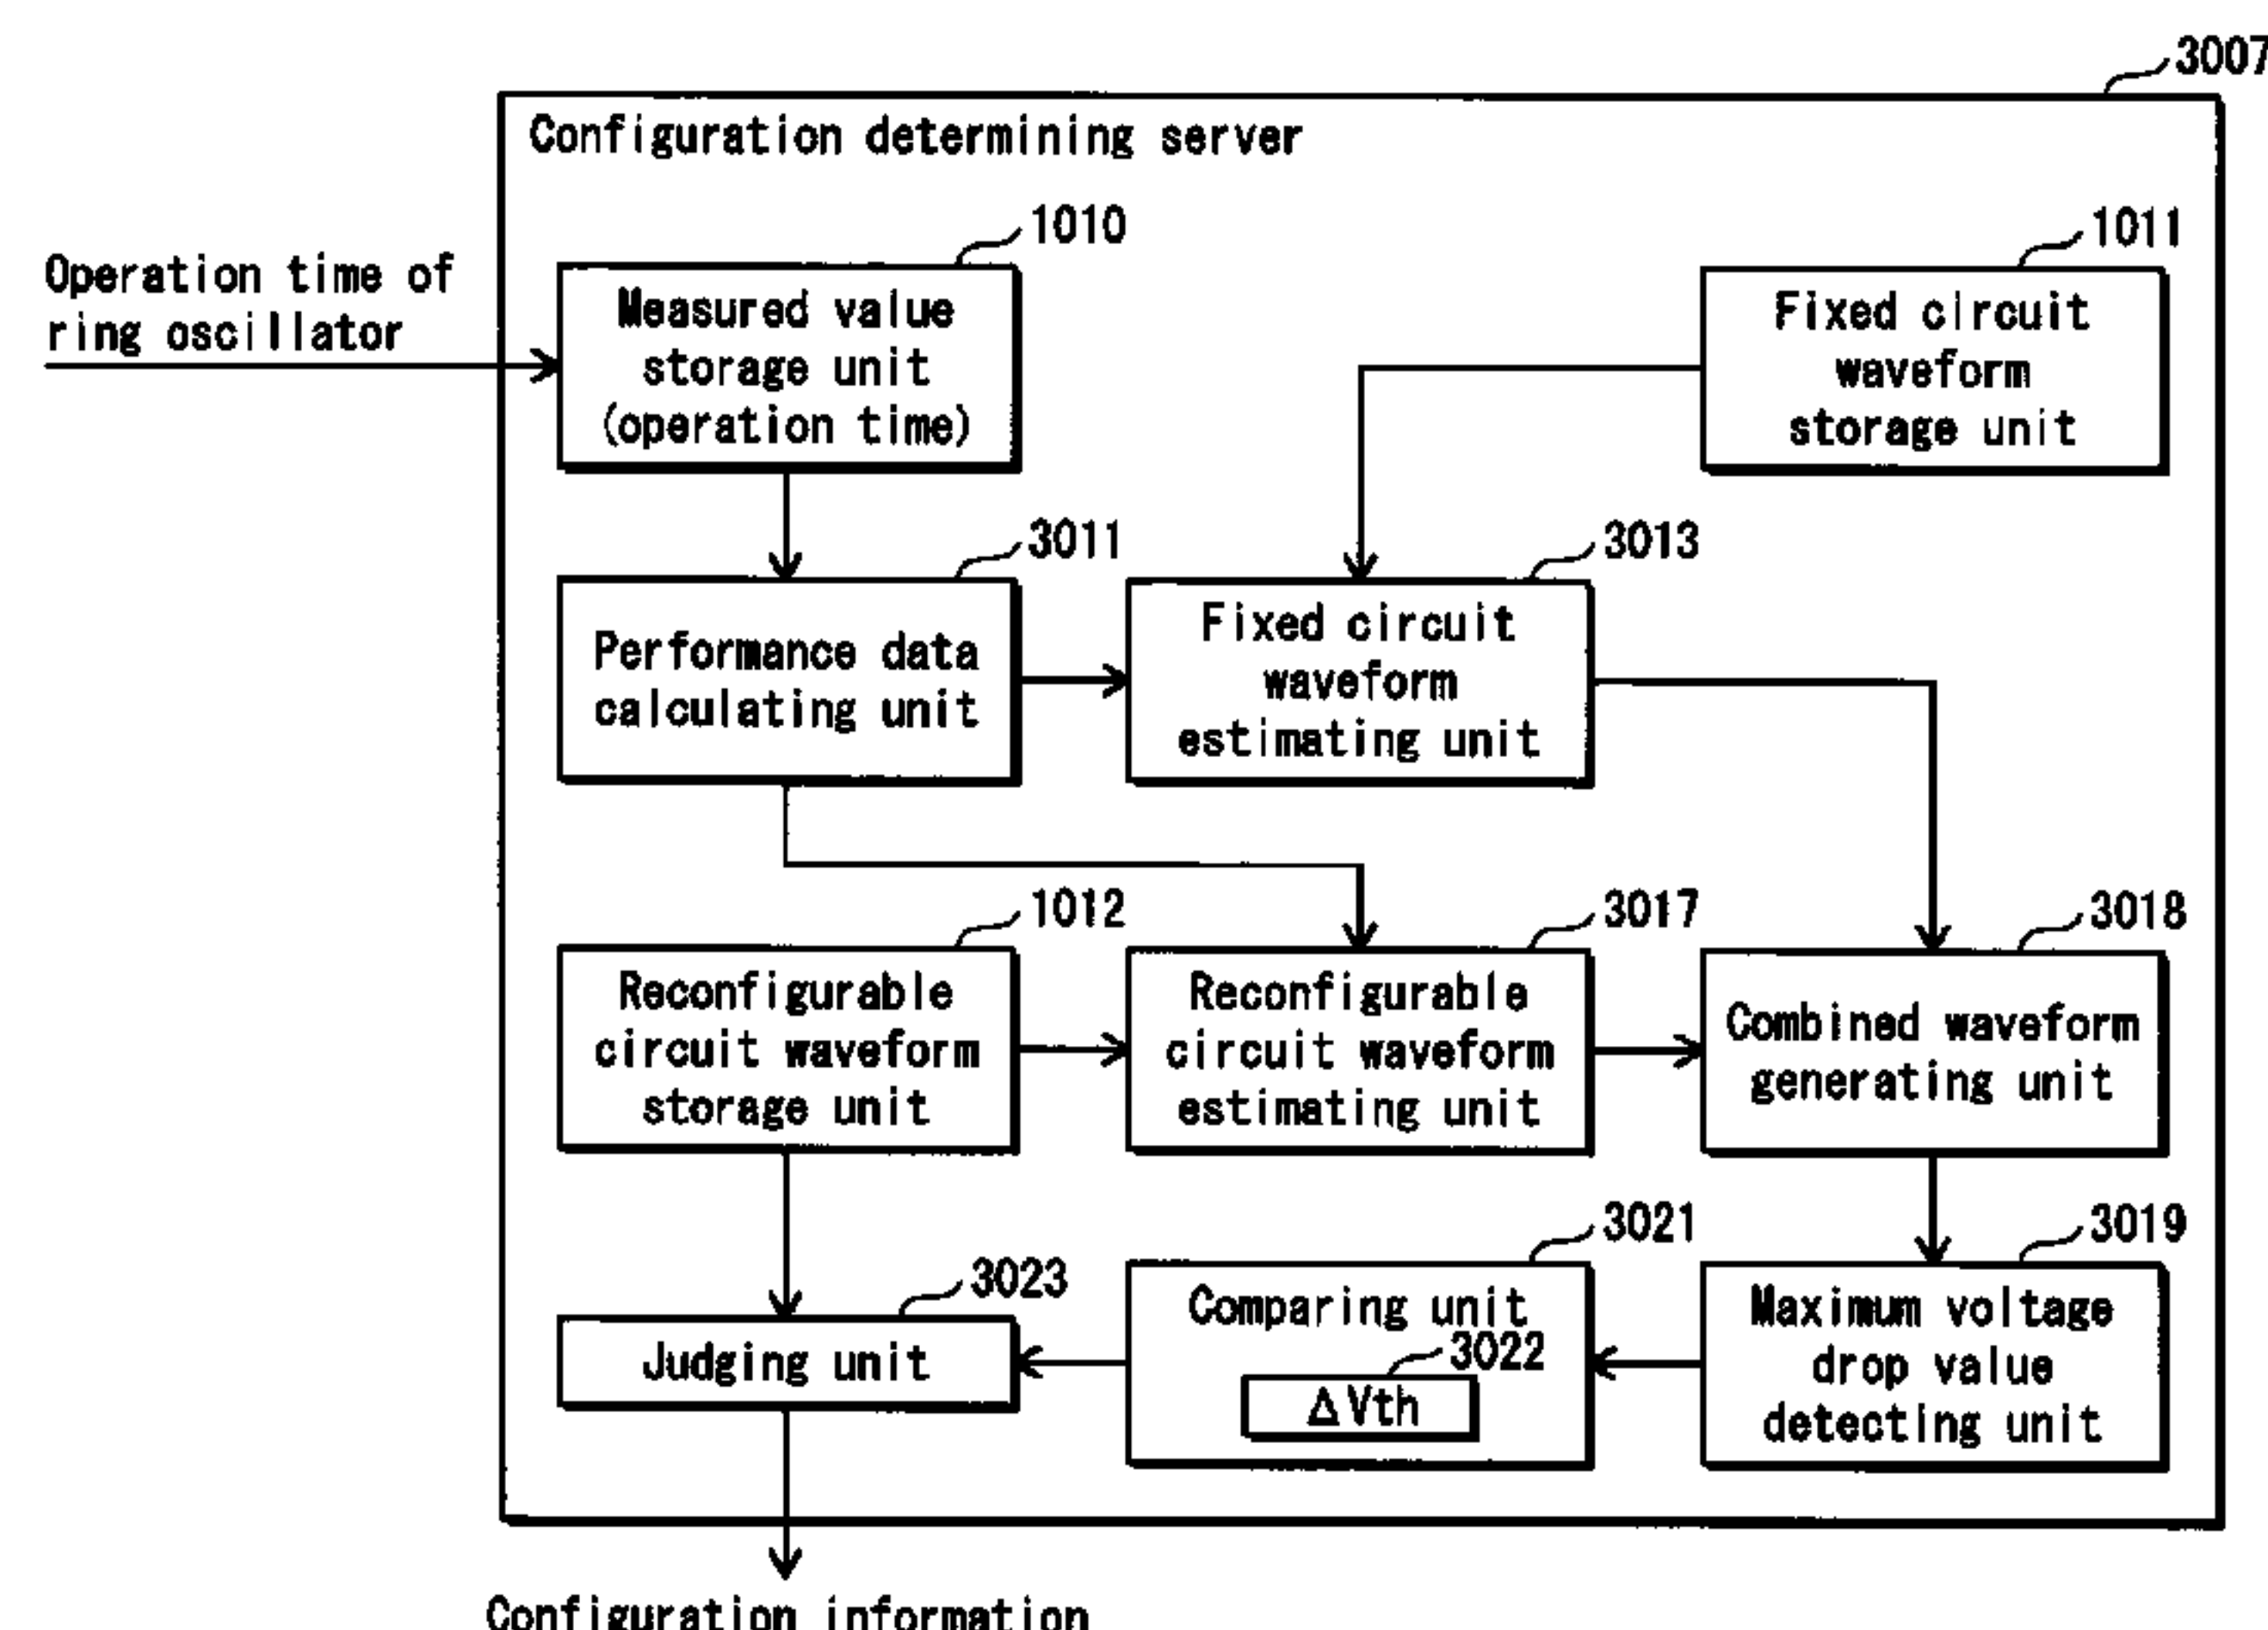 3007
Configuration determining server
1010
1011
Operation time of
ring oscillator
Measured value
storage unit
(operation time)
Fixed circuit
waveform
storage unit
3011
3013
Performance data
calculating unit
Fixed circuit
waveform
estimating unit
1012
3017
3018
Reconfigurable
circuit waveform
storage unit
Reconfigurable
circuit waveform
estimating unit
Combined waveform
generating unit
3023
3021
3019
Judging unit
Comparing unit
3022
ΔVth
Maximum voltage
drop value
detecting unit
Configuration information